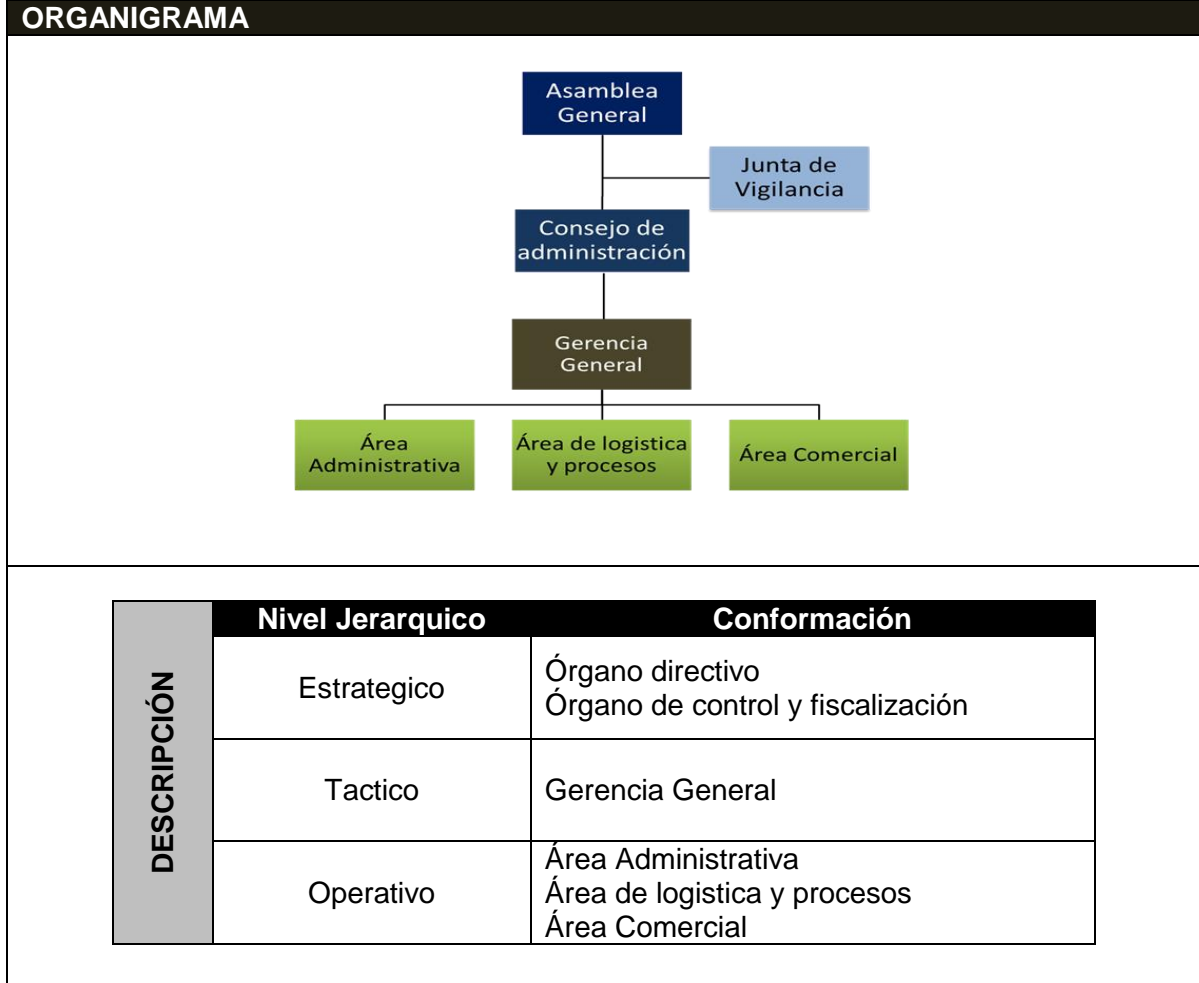 ORGANIGRAMA
Asamblea
General
Junta de
Vigilancia
Consejo de
administración
Gerencia
General
Área
Administrativa
Área de logistica
y procesos
Área Comercial
DESCRIPCIÓN
Nivel Jerarquico
Conformación
Estrategico
Órgano directivo
Órgano de control y fiscalización
Tactico
Gerencia General
Operativo
Área Administrativa
Área de logistica y procesos
Área Comercial